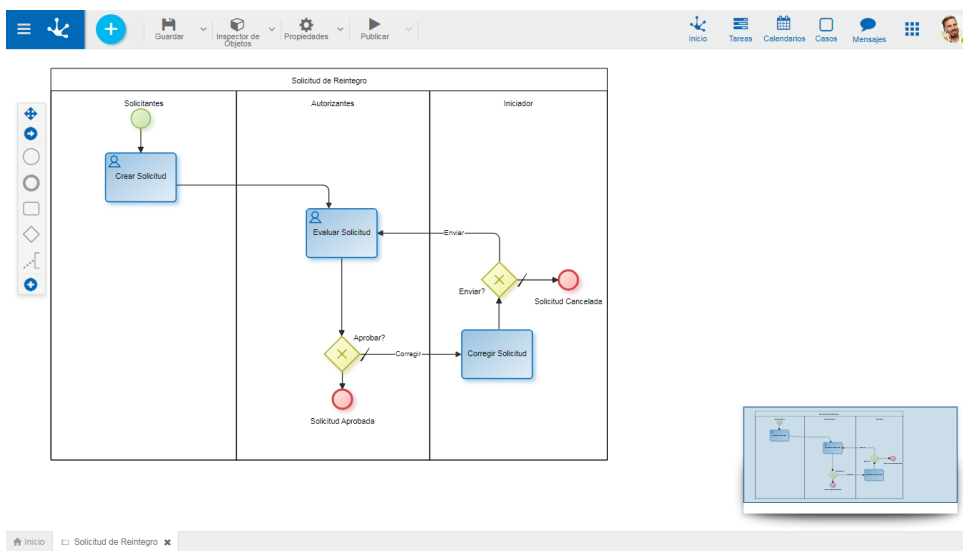 Guardar
Inspector de
Objetos
Propiedades
Publicar
Inicio
Tareas
Calendarios
Casos
Mensajes
Solicitud de Reintegro
Solicitantes
Autorizantes
Iniciador
Crear Solicitud
Evaluar Solicitud
Enviar
Enviar?
Solicitud Cancelada
Aprobar?
Corregir
Corregir Solicitud
Solicitud Aprobada
Inicio
Solicitud de Reintegro